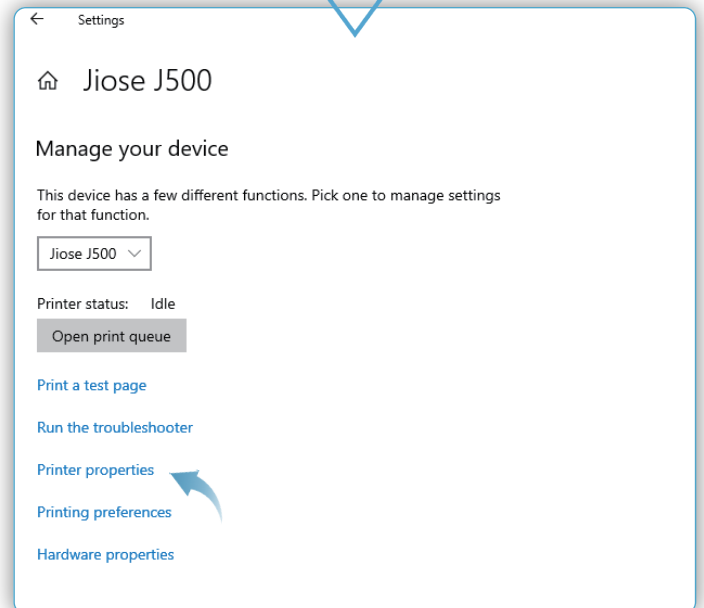 Settings
Jiose J500
Manage your device
This device has a few different functions. Pick one to manage settings
for that function.
Jiose J500
Printer status: Idle
Open print queue
Print a test page
Run the troubleshooter
Printer properties
Printing preferences
Hardware properties